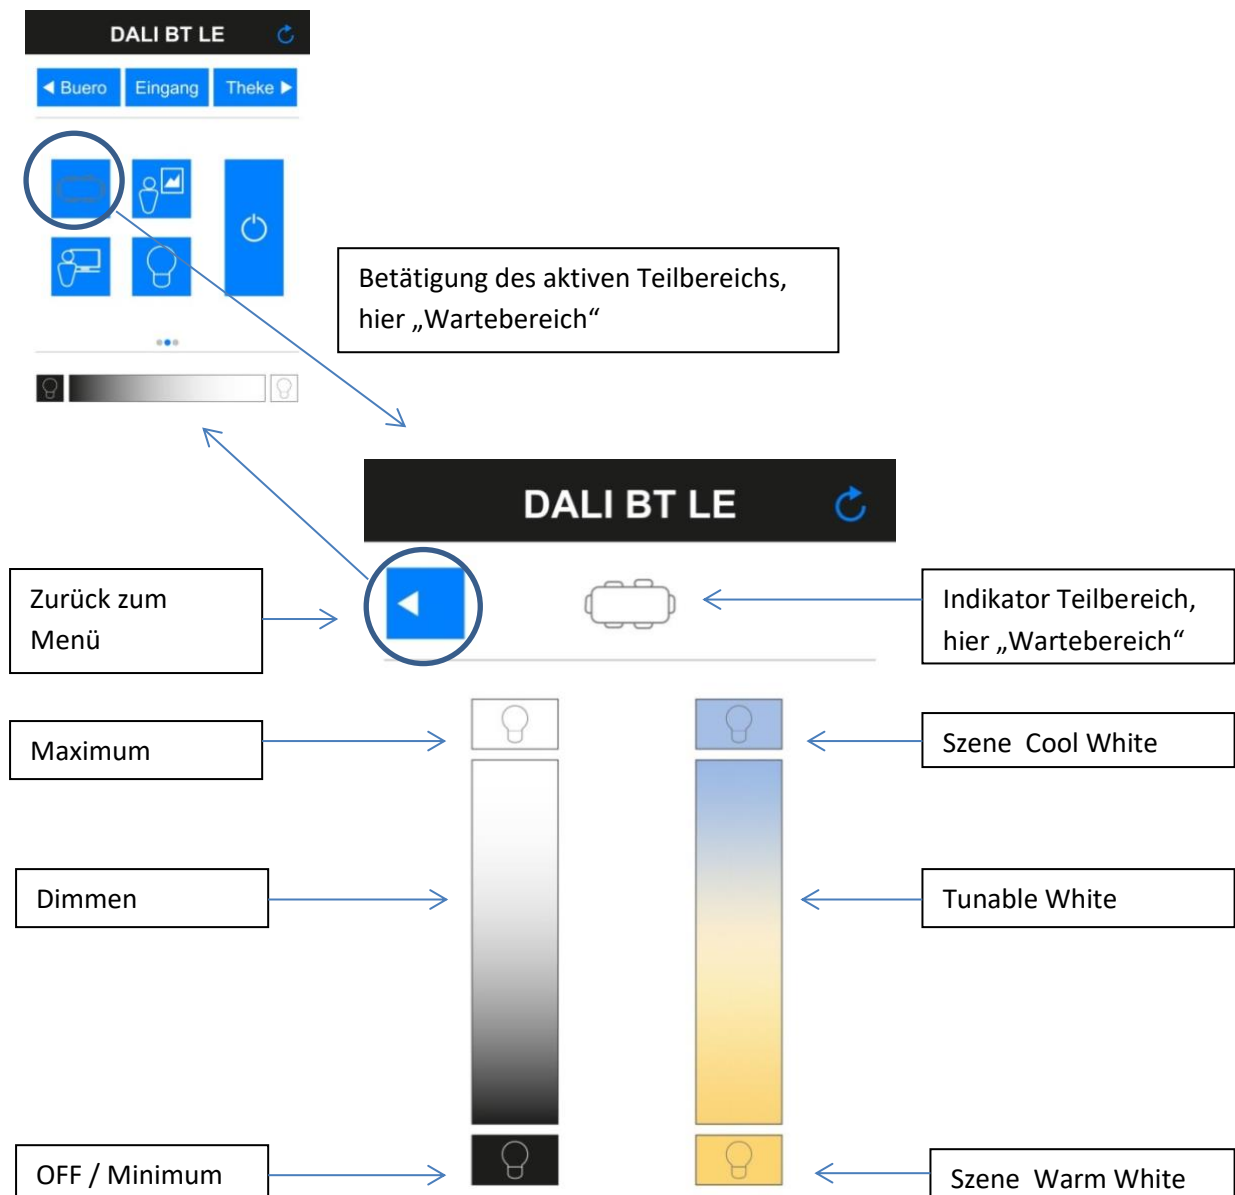 DALI BT LE
◀ Buero Eingang Theke ▶
Betätigung des aktiven Teilbereichs,
hier „Wartebereich“
DALI BT LE
Zurück zum
Menü
Indikator Teilbereich,
hier „Wartebereich“
Maximum
Szene Cool White
Dimmen
Tunable White
OFF / Minimum
Szene Warm White